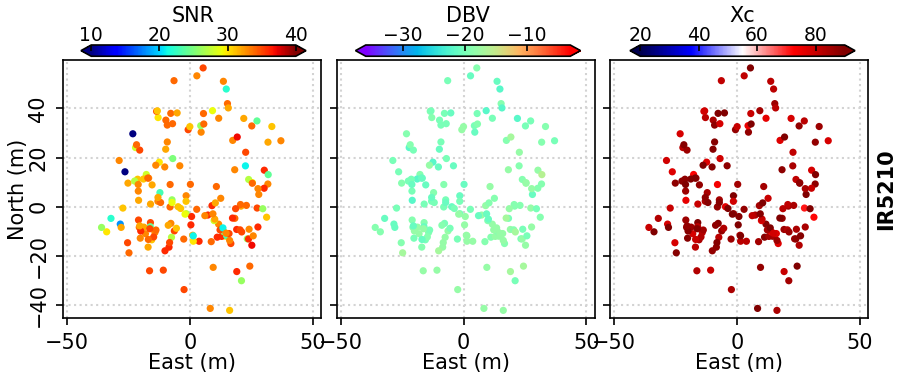 SNR DBV Xc
10 20 30 40 −30 −20 −10 20 40 60 80
North (m)
40
20
0
−20
−40
IR5210
−50 0 50 −50 0 50 −50 0 50
East (m) East (m) East (m)